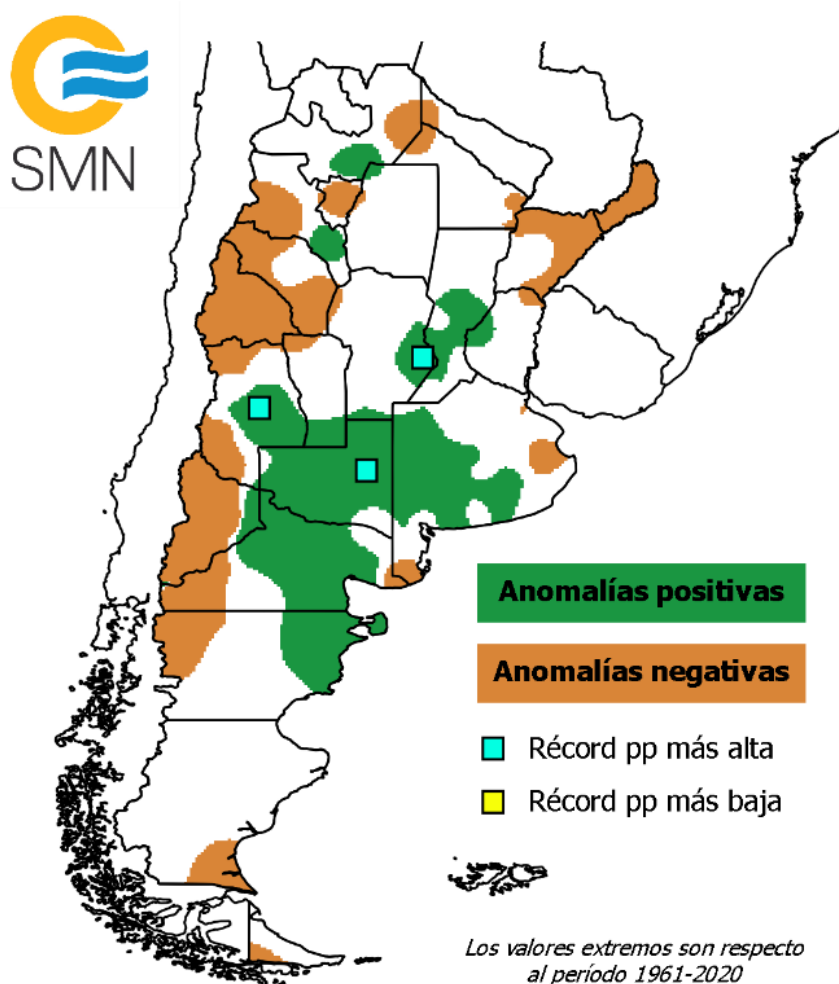 SMN
Anomalías positivas
Anomalías negativas
Récord pp más alta
Récord pp más baja
Los valores extremos son respecto
al período 1961-2020